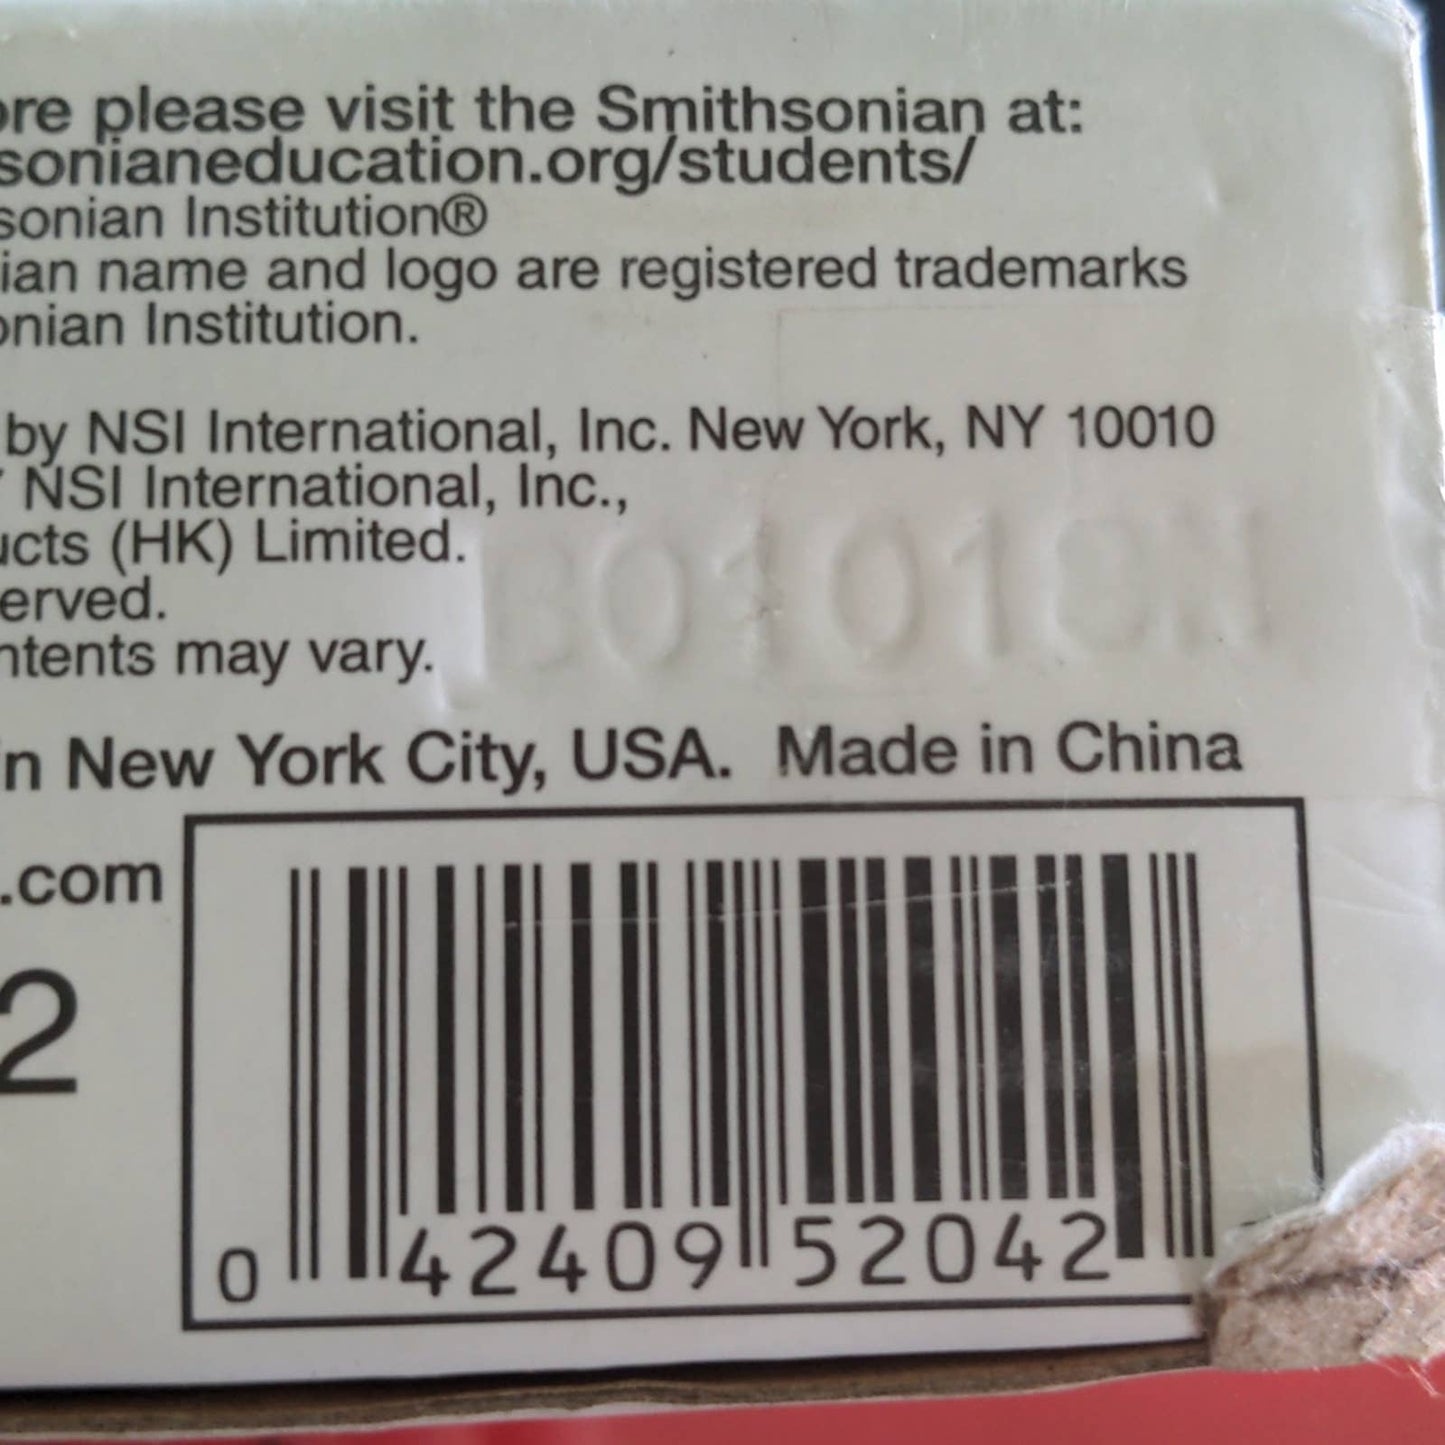 ore please visit the Smithsonian at:
sonianeducation.org/students/
sonian Institution®
ian name and logo are registered trademarks
onian Institution.
by NSI International, Inc. New York, NY 10010
NSI International, Inc.,
ucts (HK) Limited.
erved.
ntents may vary.
in New York City, USA. Made in China
.com
2
0 42409 52042